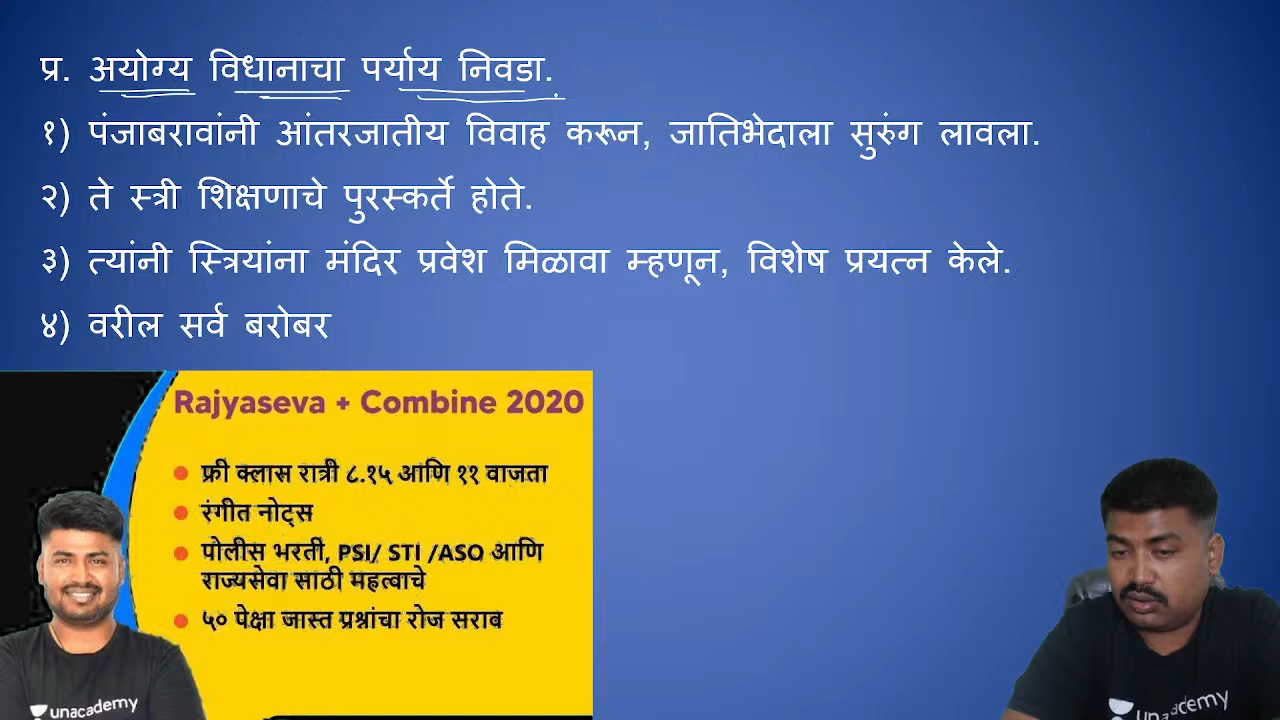 प्र. अयोग्य विधानाचा पर्याय निवडा.
१) पंजाबरावांनी आंतरजातीय विवाह करून, जातिभेदाला सुरुंग लावला.
२) ते स्त्री शिक्षणाचे पुरस्कर्ते होते.
३) त्यांनी स्त्रियांना मंदिर प्रवेश मिळावा म्हणून, विशेष प्रयत्न केले.
४) वरील सर्व बरोबर
Rajyaseva + Combine 2020
फ्री क्लास रात्री ८.१५ आणि ११ वाजता
रंगीत नोट्स
पोलीस भरती, PSI/ STI /ASO आणि
राज्यसेवा साठी महत्वाचे
५० पेक्षा जास्त प्रश्नांचा रोज सराव
unacademy
unacademy